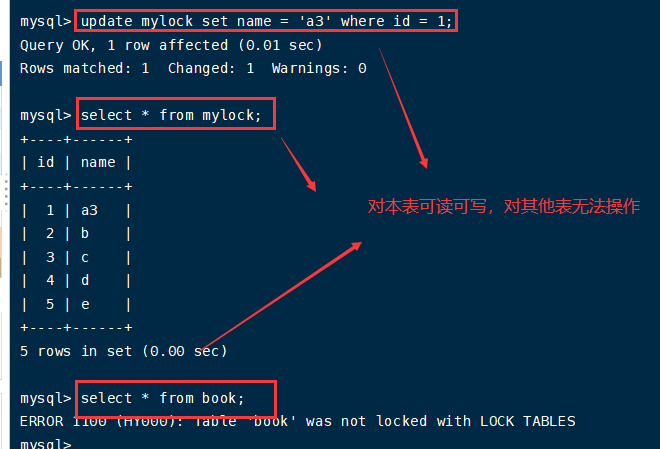 mysql> update mylock set name = 'a3' where id = 1;
Query OK, 1 row affected (0.01 sec)
Rows matched: 1  Changed: 1  Warnings: 0
mysql> select * from mylock;
+----+------+
| id | name |
+----+------+
|  1 | a3   |
|  2 | b    |
|  3 | c    |
|  4 | d    |
|  5 | e    |
+----+------+
5 rows in set (0.00 sec)
对本表可读可写，对其他表无法操作
mysql> select * from book;
ERROR 1100 (HY000): Table 'book' was not locked with LOCK TABLES
mysql>